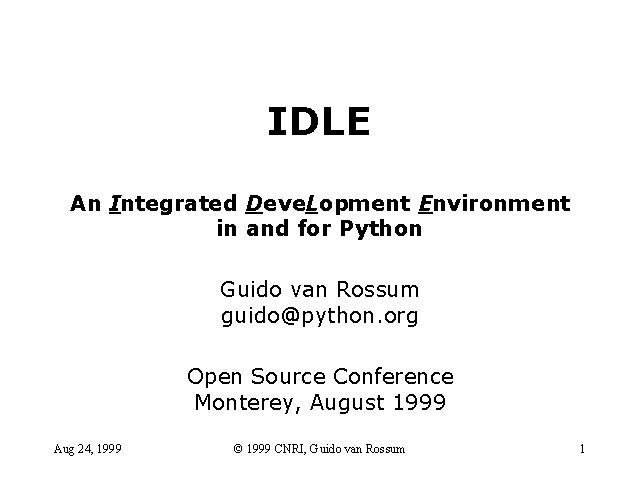 IDLE
An Integrated DeveLopment Environment
in and for Python
Guido van Rossum
guido@python.org
Open Source Conference
Monterey, August 1999
Aug 24, 1999
© 1999 CNRI, Guido van Rossum
1